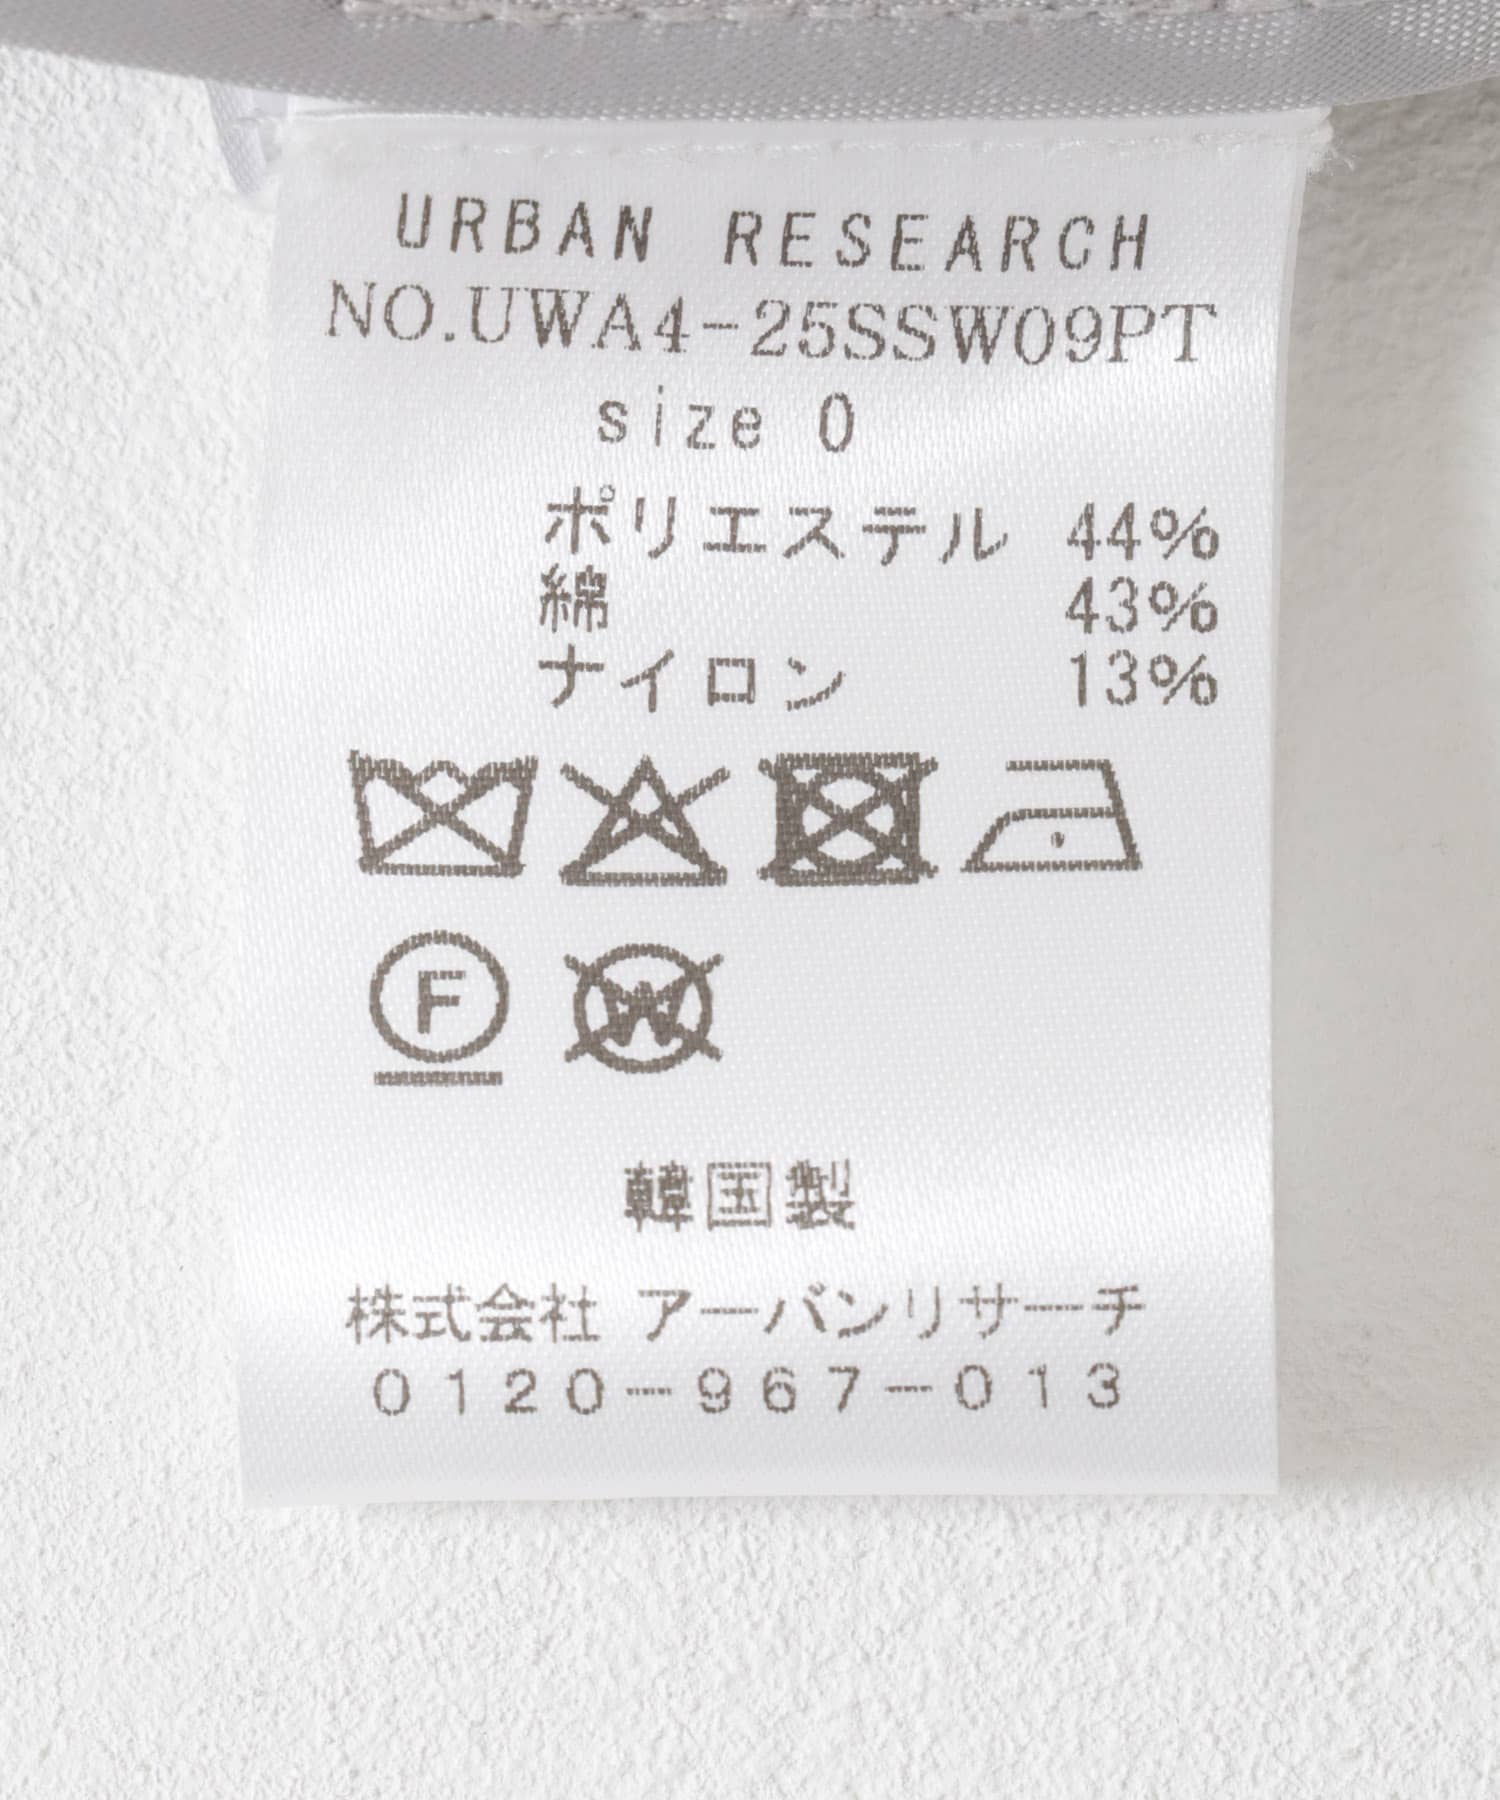 URBAN RESEARCH
NO.UWA4-25SSW09PT
size 0
ポリエステル 44%
綿 43%
ナイロン 13%
F
W
韓国製
株式会社 アーバンリサーチ
0120-967-013